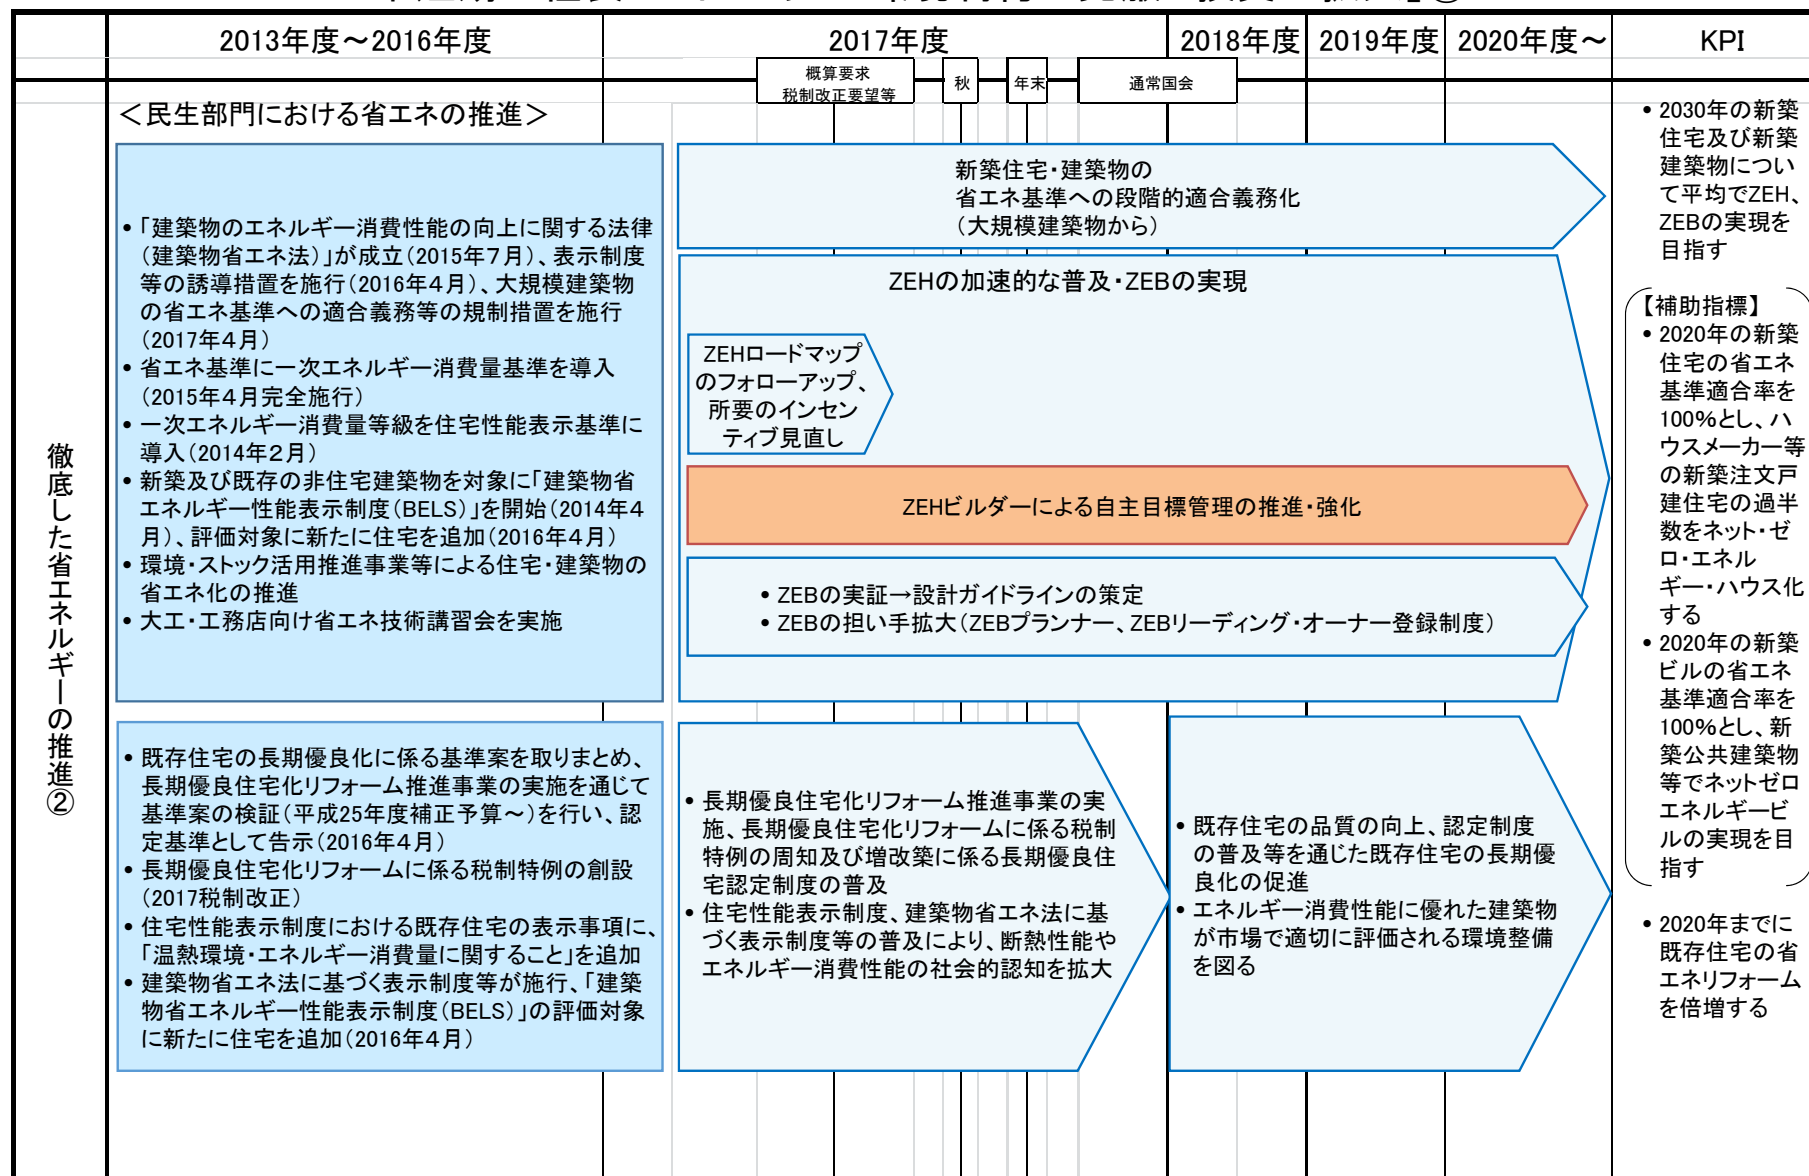 2013年度～2016年度
2017年度
2018年度
2019年度
2020年度～
KPI
概算要求
税制改正要望等
秋
年末
通常国会
徹底した省エネルギーの推進②
＜民生部門における省エネの推進＞
•「建築物のエネルギー消費性能の向上に関する法律
(建築物省エネ法)」が成立(2015年７月)、表示制度
等の誘導措置を施行(2016年４月)、大規模建築物
の省エネ基準への適合義務等の規制措置を施行
(2017年４月)
• 省エネ基準に一次エネルギー消費量基準を導入
(2015年４月完全施行)
• 一次エネルギー消費量等級を住宅性能表示基準に
導入(2014年２月)
• 新築及び既存の非住宅建築物を対象に「建築物省
エネルギー性能表示制度(BELS)」を開始(2014年４
月)、評価対象に新たに住宅を追加(2016年４月)
• 環境・ストック活用推進事業等による住宅・建築物の
省エネ化の推進
• 大工・工務店向け省エネ技術講習会を実施
新築住宅・建築物の
省エネ基準への段階的適合義務化
(大規模建築物から)
ZEHの加速的な普及・ZEBの実現
ZEHロードマップ
のフォローアップ、
所要のインセン
ティブ見直し
ZEHビルダーによる自主目標管理の推進・強化
• ZEBの実証→設計ガイドラインの策定
• ZEBの担い手拡大(ZEBプランナー、ZEBリーディング・オーナー登録制度)
• 既存住宅の長期優良化に係る基準案を取りまとめ、
長期優良住宅化リフォーム推進事業の実施を通じて
基準案の検証(平成25年度補正予算～)を行い、認
定基準として告示(2016年４月)
• 長期優良住宅化リフォームに係る税制特例の創設
(2017税制改正)
• 住宅性能表示制度における既存住宅の表示事項に、
「温熱環境・エネルギー消費量に関すること」を追加
• 建築物省エネ法に基づく表示制度等が施行、「建築
物省エネルギー性能表示制度(BELS)」の評価対象
に新たに住宅を追加(2016年４月)
• 長期優良住宅化リフォーム推進事業の実
施、長期優良住宅化リフォームに係る税制
特例の周知及び増改築に係る長期優良住
宅認定制度の普及
• 住宅性能表示制度、建築物省エネ法に基
づく表示制度等の普及により、断熱性能や
エネルギー消費性能の社会的認知を拡大
• 既存住宅の品質の向上、認定制度
の普及等を通じた既存住宅の長期優
良化の促進
• エネルギー消費性能に優れた建築物
が市場で適切に評価される環境整備
を図る
• 2030年の新築
住宅及び新築
建築物につい
て平均でZEH、
ZEBの実現を
目指す
【補助指標】
• 2020年の新築
住宅の省エネ
基準適合率を
100%とし、ハ
ウスメーカー等
の新築注文戸
建住宅の過半
数をネット・ゼ
ロ・エネル
ギー・ハウス化
する
• 2020年の新築
ビルの省エネ
基準適合率を
100%とし、新
築公共建築物
等でネットゼロ
エネルギービ
ルの実現を目
指す
• 2020年までに
既存住宅の省
エネリフォーム
を倍増する